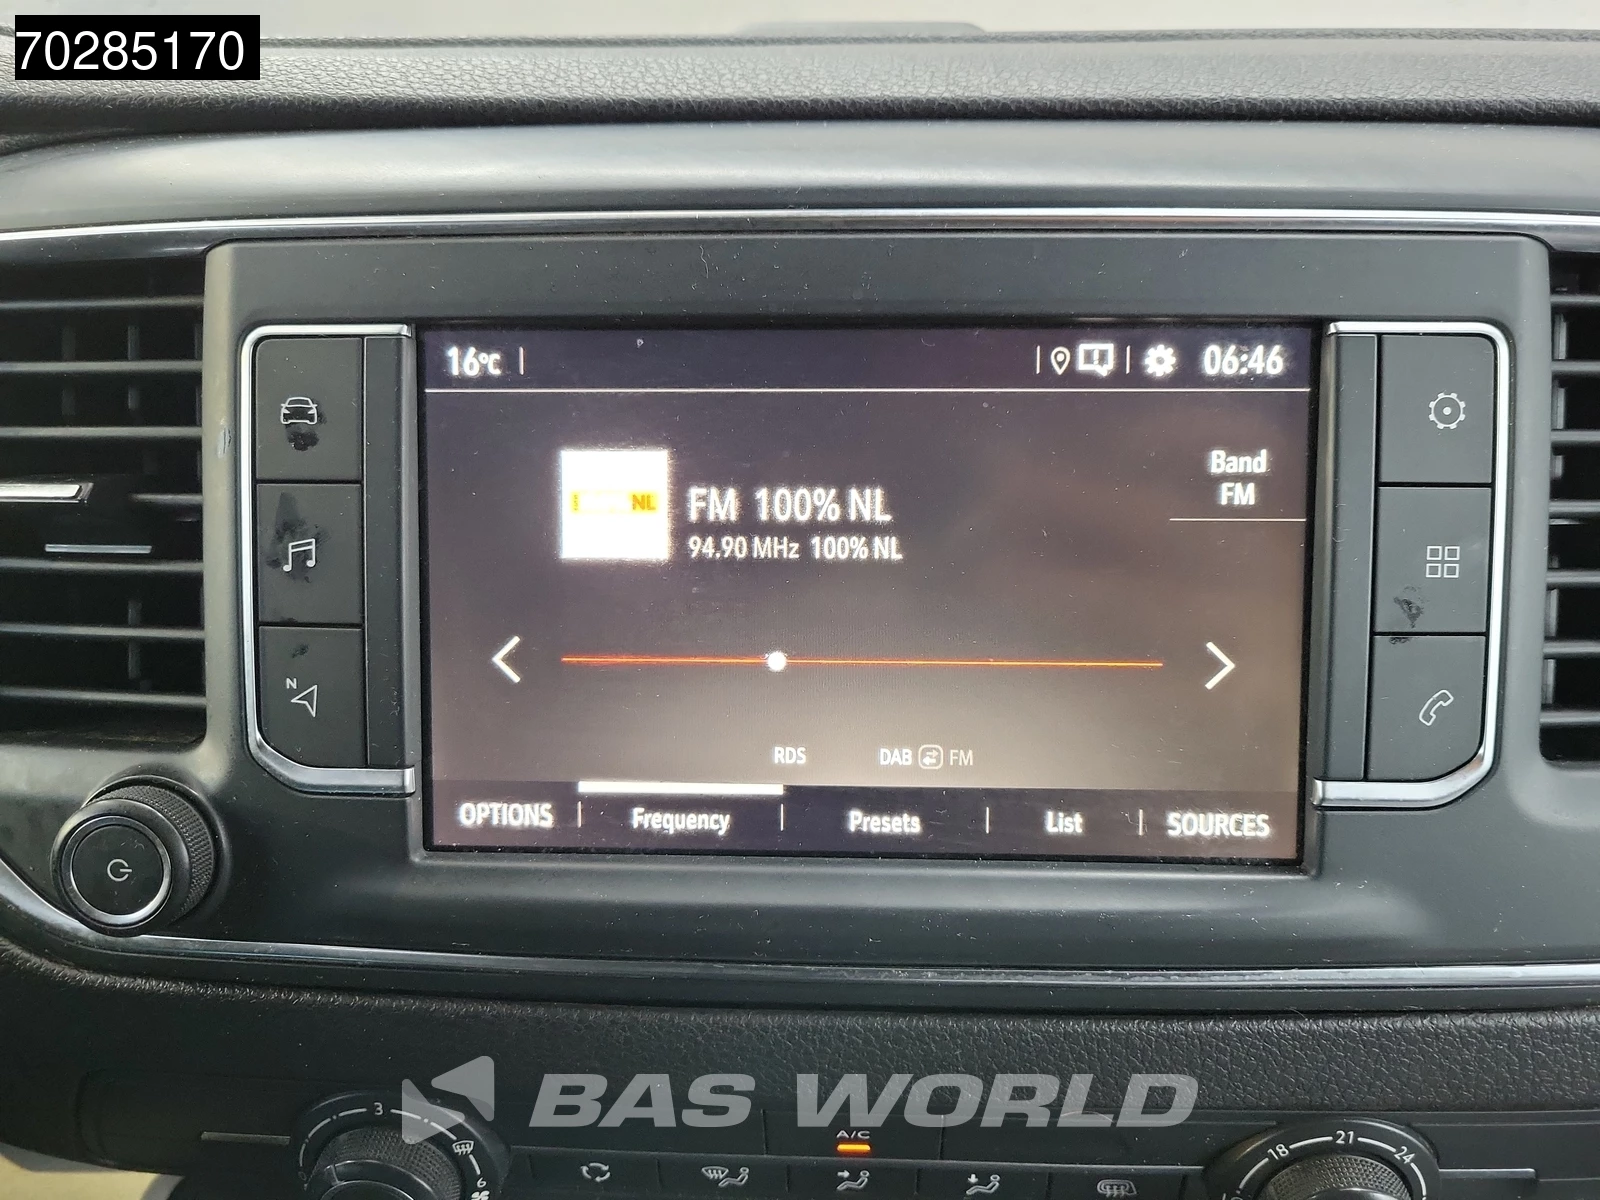 70285170
16°C
06:46
Band
FM
NL
FM 100% NL
94.90 MHz 100% NL
N
RDS
DAB FM
OPTIONS
Frequency
Presets
List
SOURCES
BAS WORLD
3
6
A/C
18
21
24